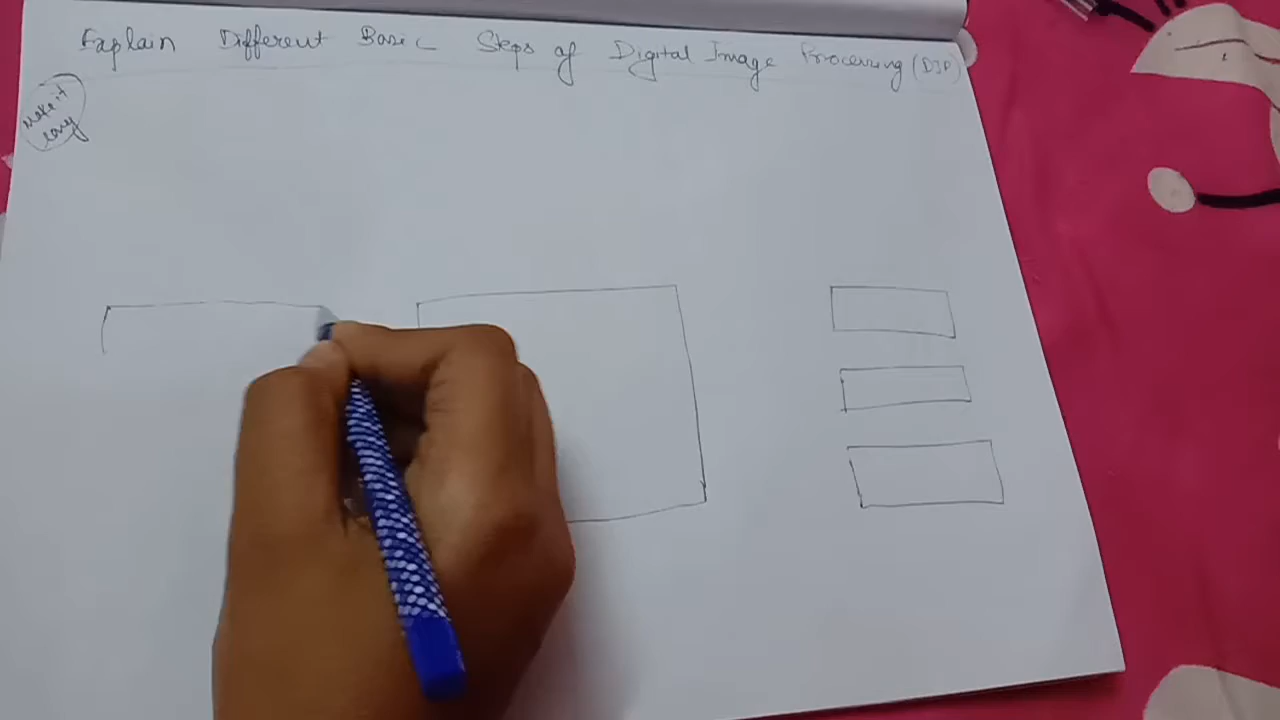 Explain Different Basic Steps of Digital Image Processing (DIP)
Make it
easy